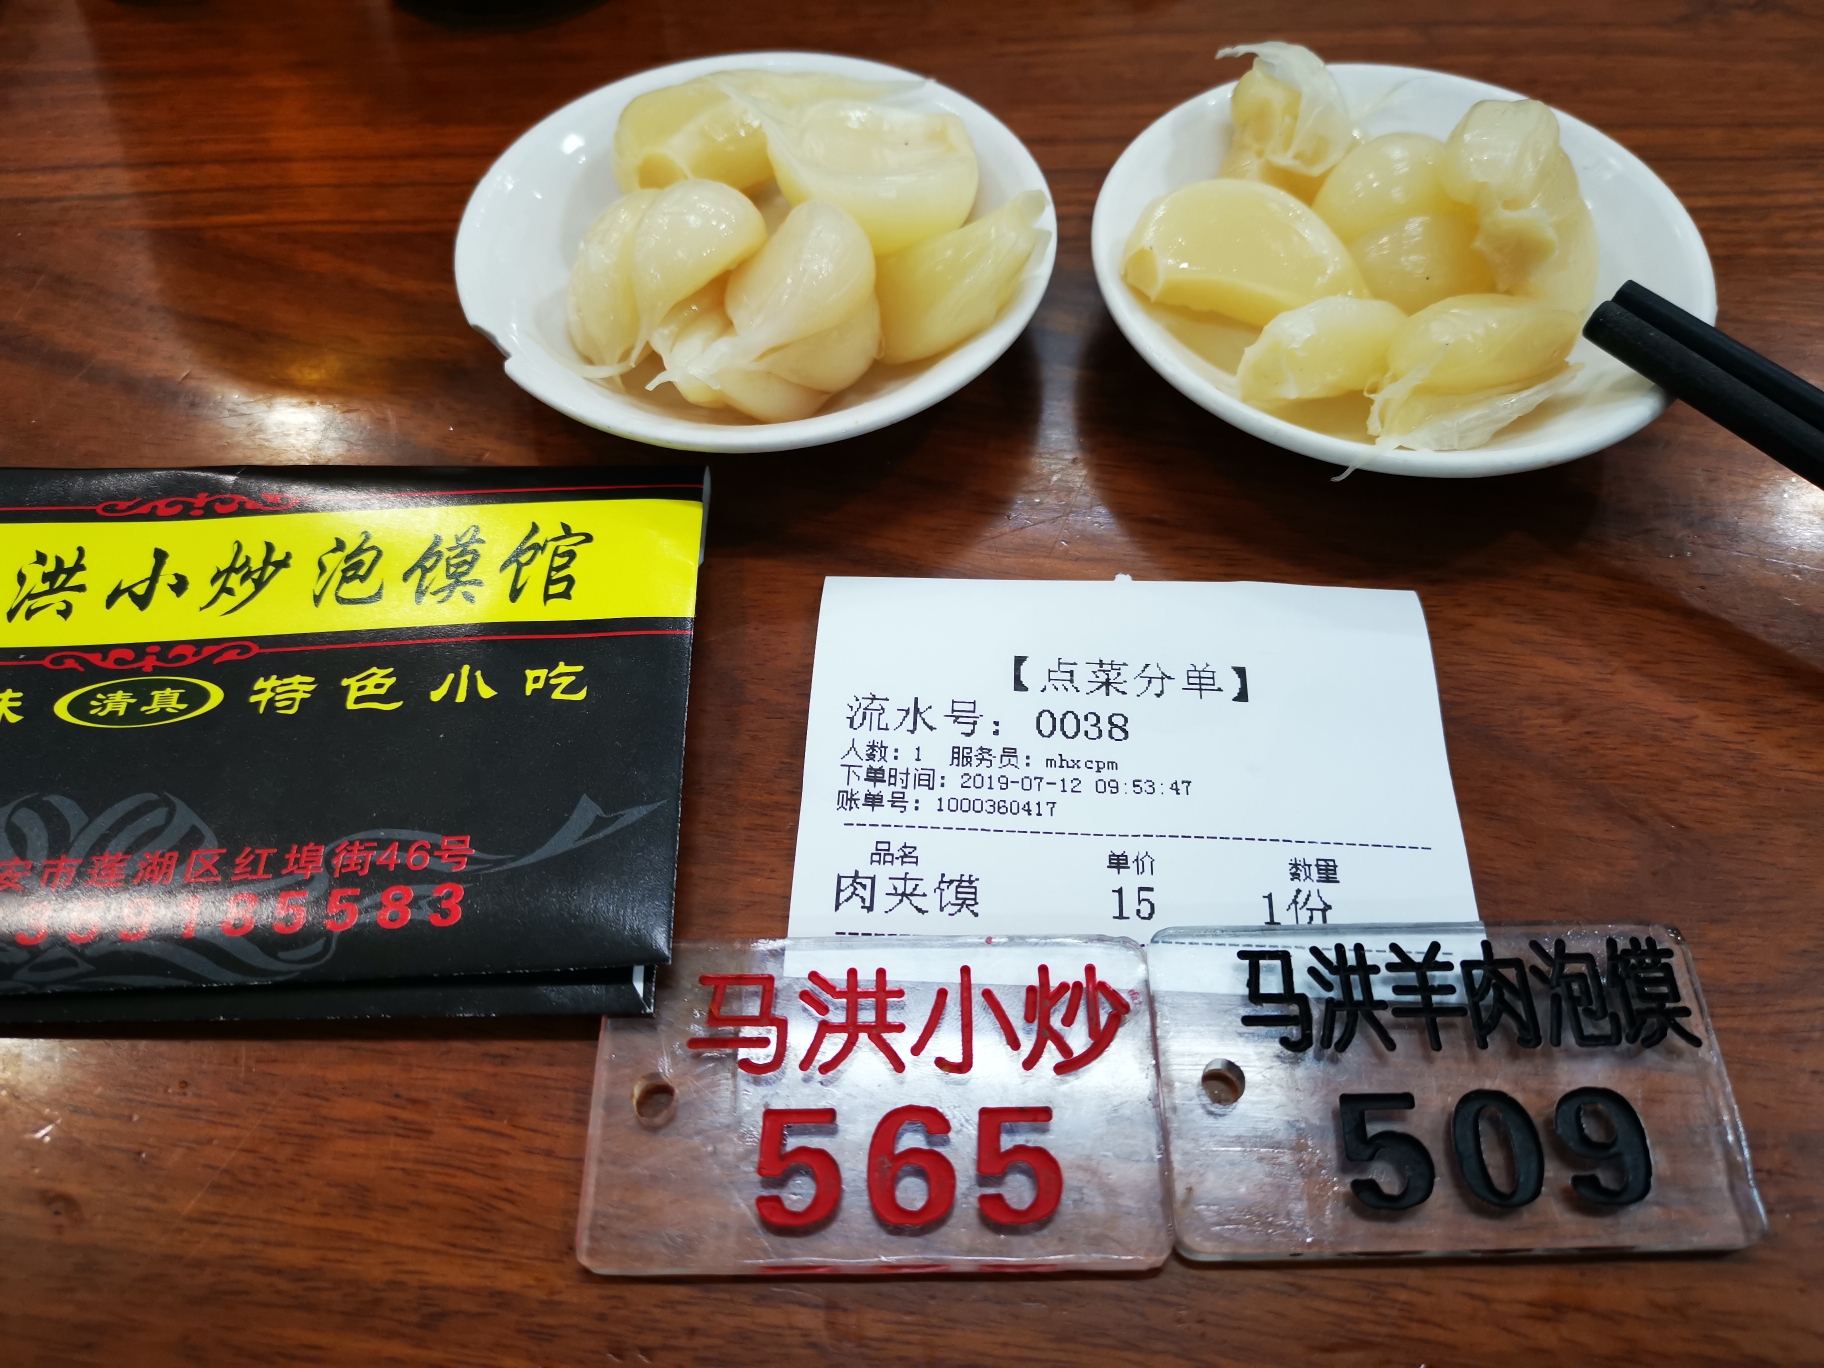 洪小炒泡馍馆
味 清真 特色小吃
安市莲湖区红埠街46号
359185583
【点菜分单】
流水号：0038
人数：1 服务员：mhxcpm
下单时间：2019-07-12 09:53:47
账单号：1000360417
品名 单价 数量
肉夹馍 15 1份
马洪小炒
565
马洪羊肉泡馍
509